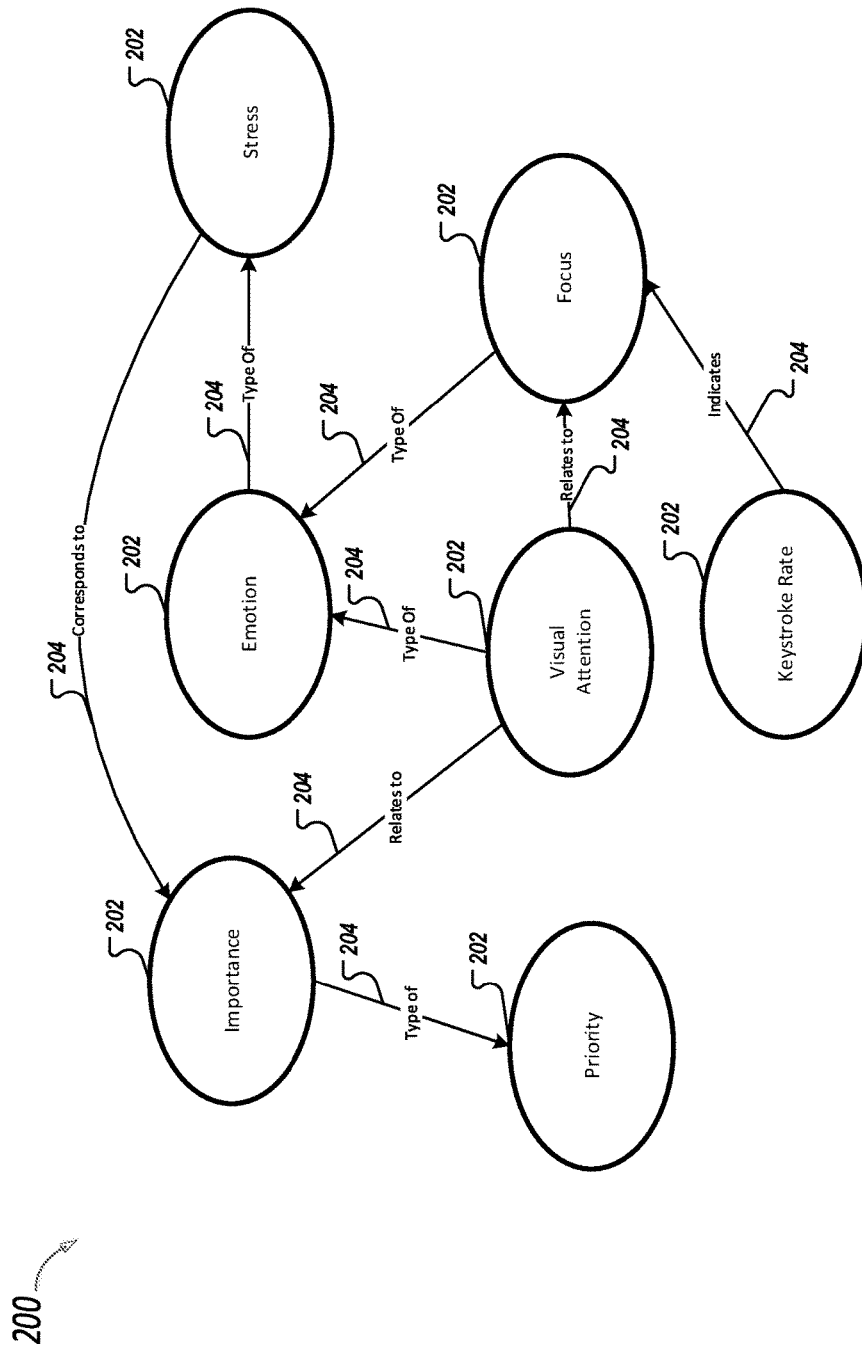 200
204
Corresponds to
202
Importance
202
Emotion
204
Type Of
202
Stress
204
Type of
204
Relates to
204
Type Of
204
Type Of
202
Priority
202
Visual
Attention
Relates to
204
202
Focus
202
Keystroke Rate
Indicates
204